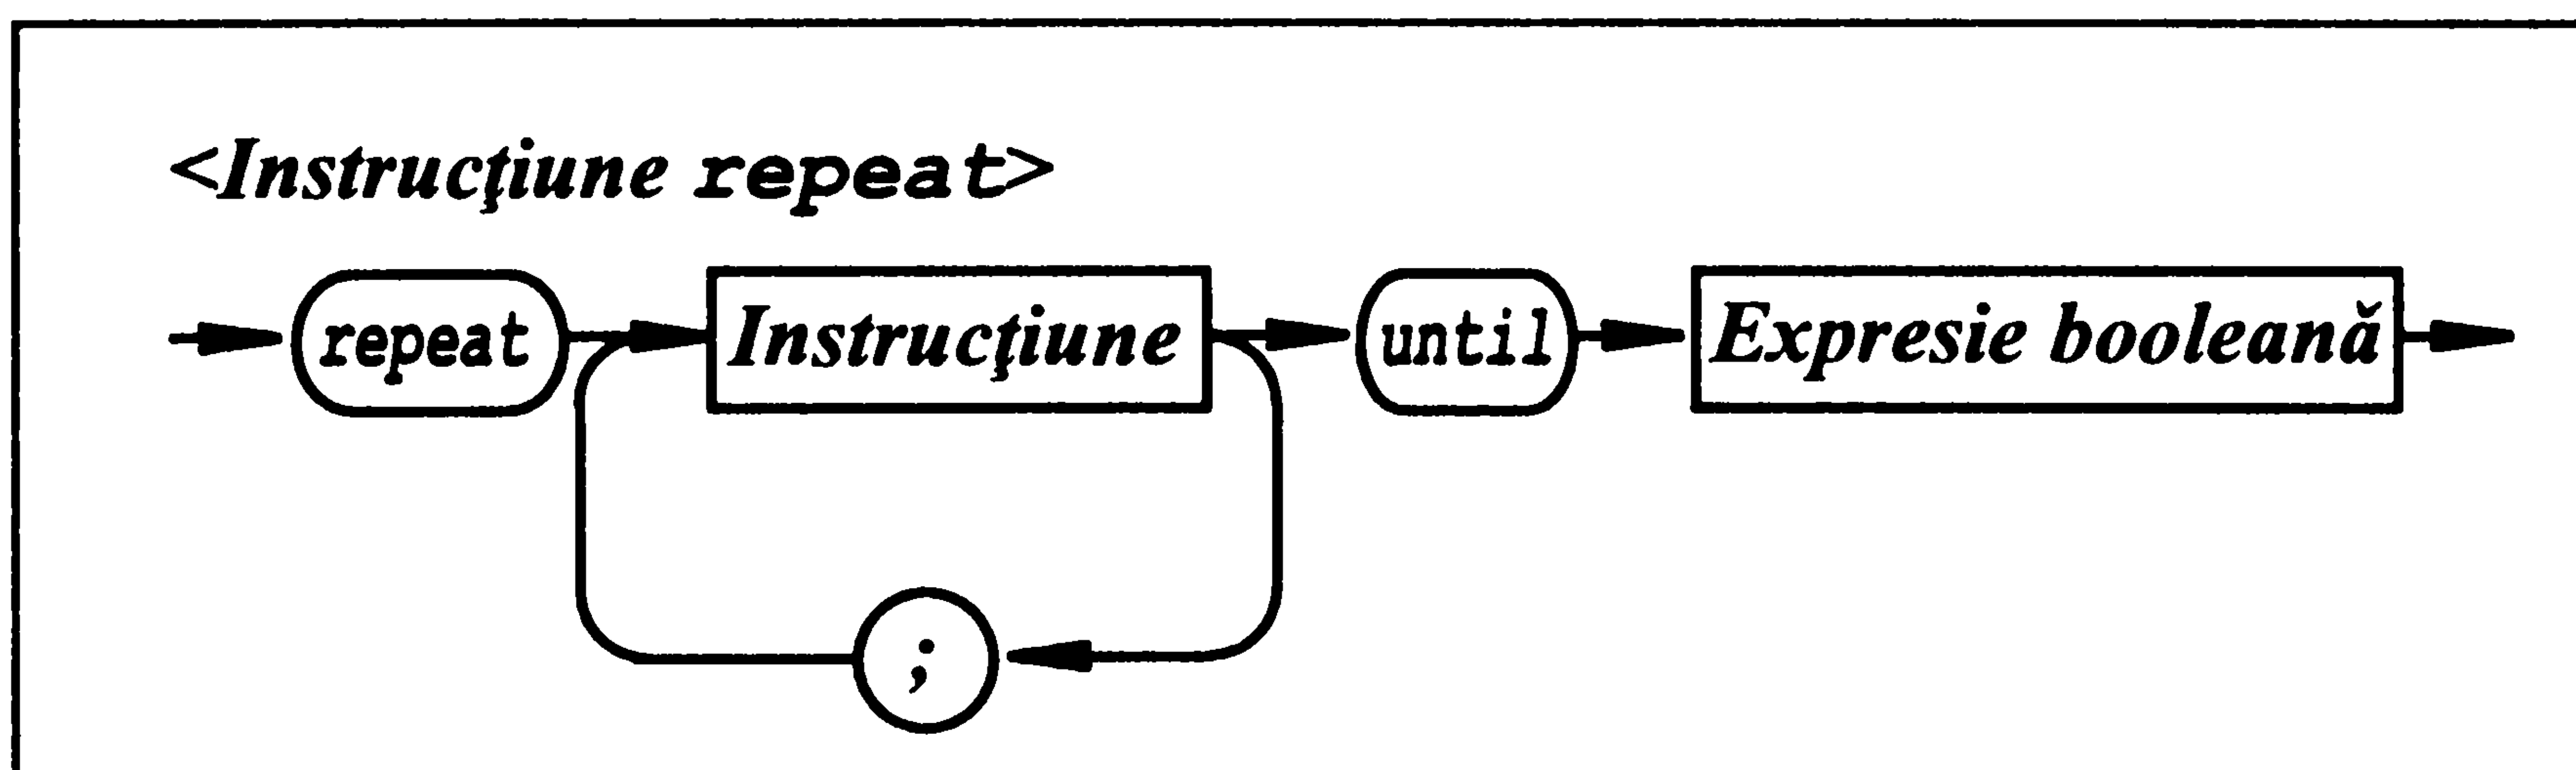 <Instrucţiune repeat>
repeat Instrucţiune until Expresie booleană
;